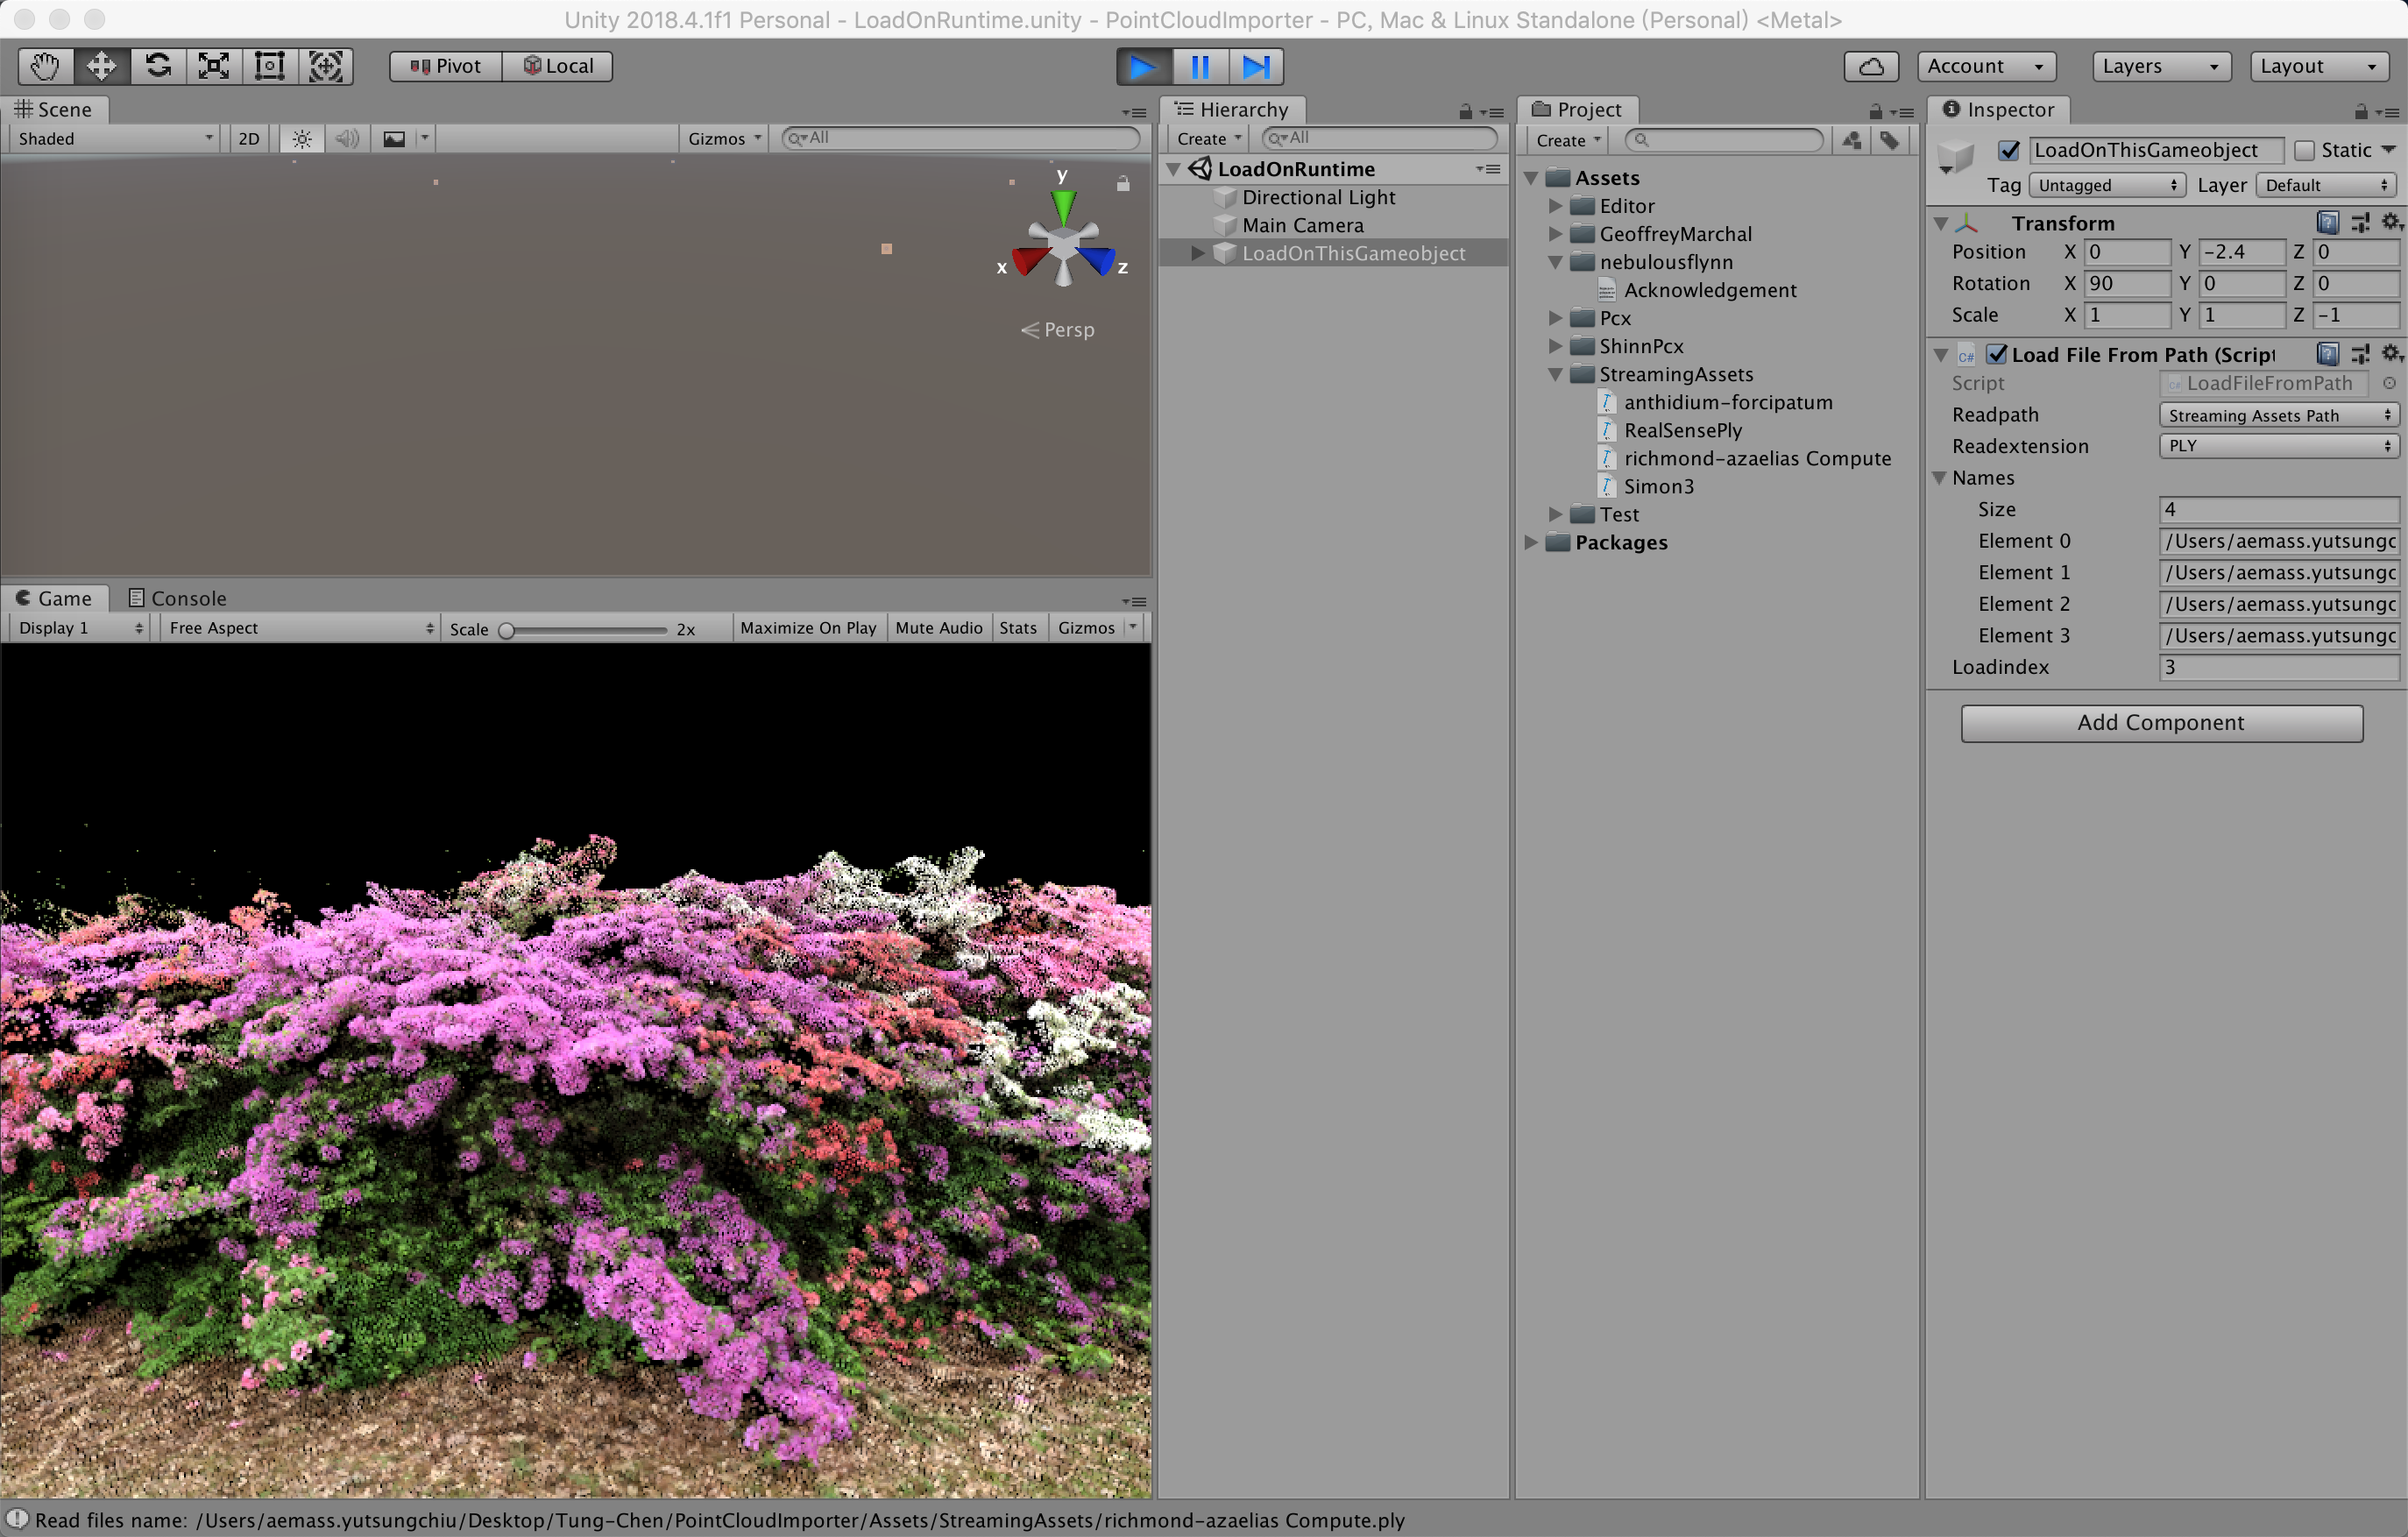 Unity 2018.4.1f1 Personal - LoadOnRuntime.unity - PointCloudImporter - PC, Mac & Linux Standalone (Personal) <Metal>
Pivot Local Account Layers Layout
Scene
Shaded 2D Gizmos All
y
x z
Persp
Game Console
Display 1 Free Aspect Scale 2x Maximize On Play Mute Audio Stats Gizmos
Hierarchy
Create All
LoadOnRuntime
Directional Light
Main Camera
LoadOnThisGameobject
Project
Create
Assets
Editor
GeoffreyMarchal
nebulousflynn
Acknowledgement
Pcx
ShinnPcx
StreamingAssets
anthidium-forcipatum
RealSensePly
richmond-azaelias Compute
Simon3
Test
Packages
Inspector
LoadOnThisGameobject Static
Tag Untagged Layer Default
Transform
Position X 0 Y -2.4 Z 0
Rotation X 90 Y 0 Z 0
Scale X 1 Y 1 Z -1
C# Load File From Path (Script
Script LoadFileFromPath
Readpath Streaming Assets Path
Readextension PLY
Names
Size 4
Element 0 /Users/aemass.yutsungc
Element 1 /Users/aemass.yutsungc
Element 2 /Users/aemass.yutsungc
Element 3 /Users/aemass.yutsungc
Loadindex 3
Add Component
Read files name: /Users/aemass.yutsungchiu/Desktop/Tung-Chen/PointCloudImporter/Assets/StreamingAssets/richmond-azaelias Compute.ply